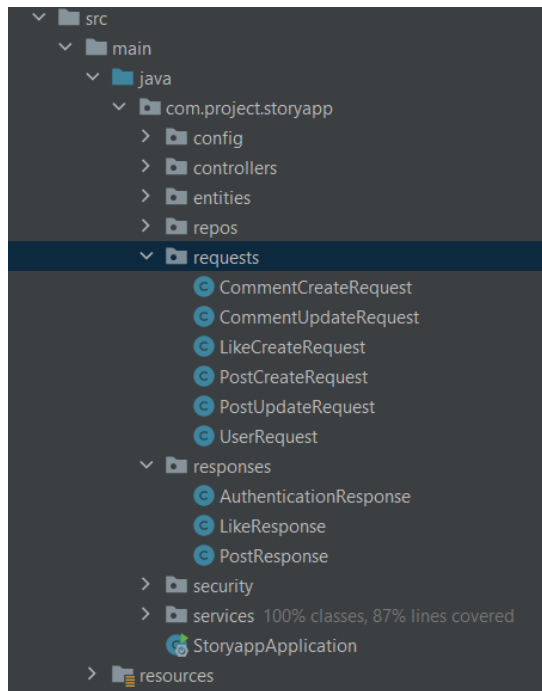 src
main
java
com.project.storyapp
config
controllers
entities
repos
requests
CommentCreateRequest
CommentUpdateRequest
LikeCreateRequest
PostCreateRequest
PostUpdateRequest
UserRequest
responses
AuthenticationResponse
LikeResponse
PostResponse
security
services 100% classes, 87% lines covered
StoryappApplication
resources